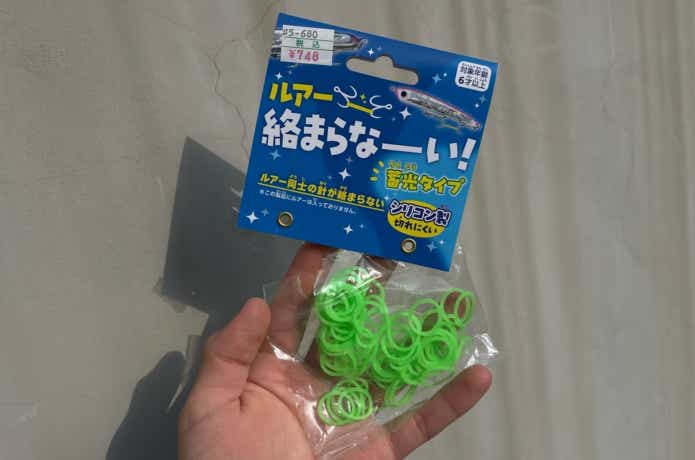 #5-680
税込
¥748
対象年齢
6才以上
ルアー
絡まらなーい!
蓄光タイプ
ルアー同士の針が絡まらない
※この製品にルアーは入っておりません。
シリコン製
切れにくい